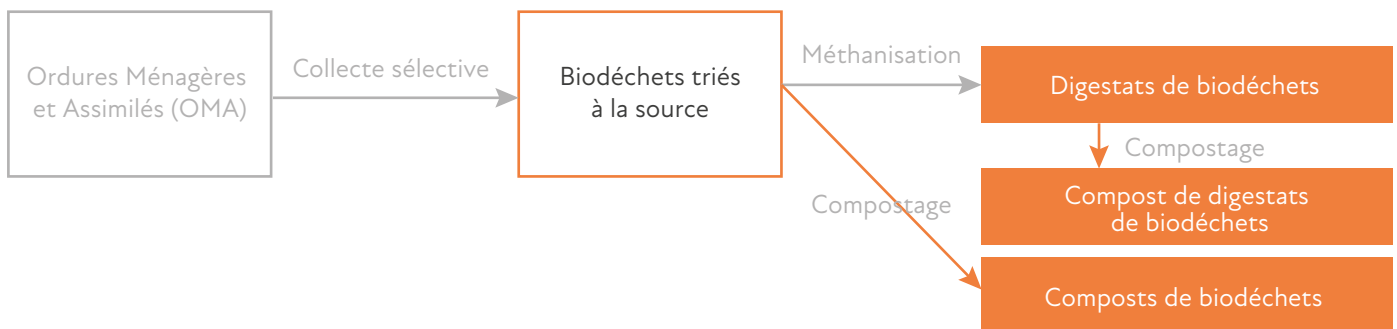 Ordures Ménagères
et Assimilés (OMA)
Collecte sélective
Biodéchets triés
à la source
Méthanisation
Digestats de biodéchets
Compostage
Compost de digestats
de biodéchets
Compostage
Composts de biodéchets